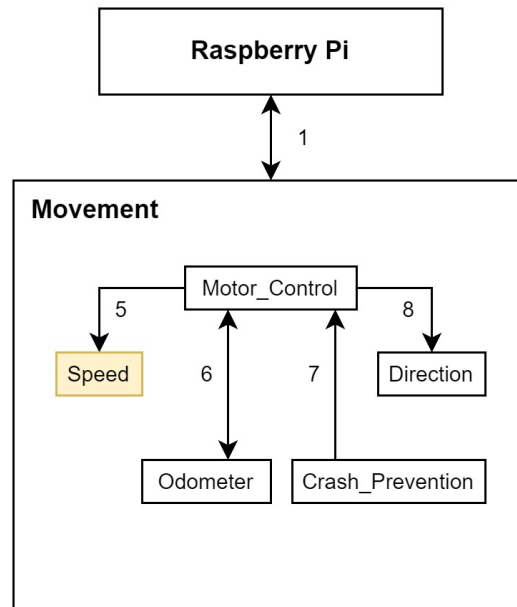 Raspberry Pi
1
Movement
Motor_Control
5
8
Speed
6
7
Direction
Odometer
Crash_Prevention